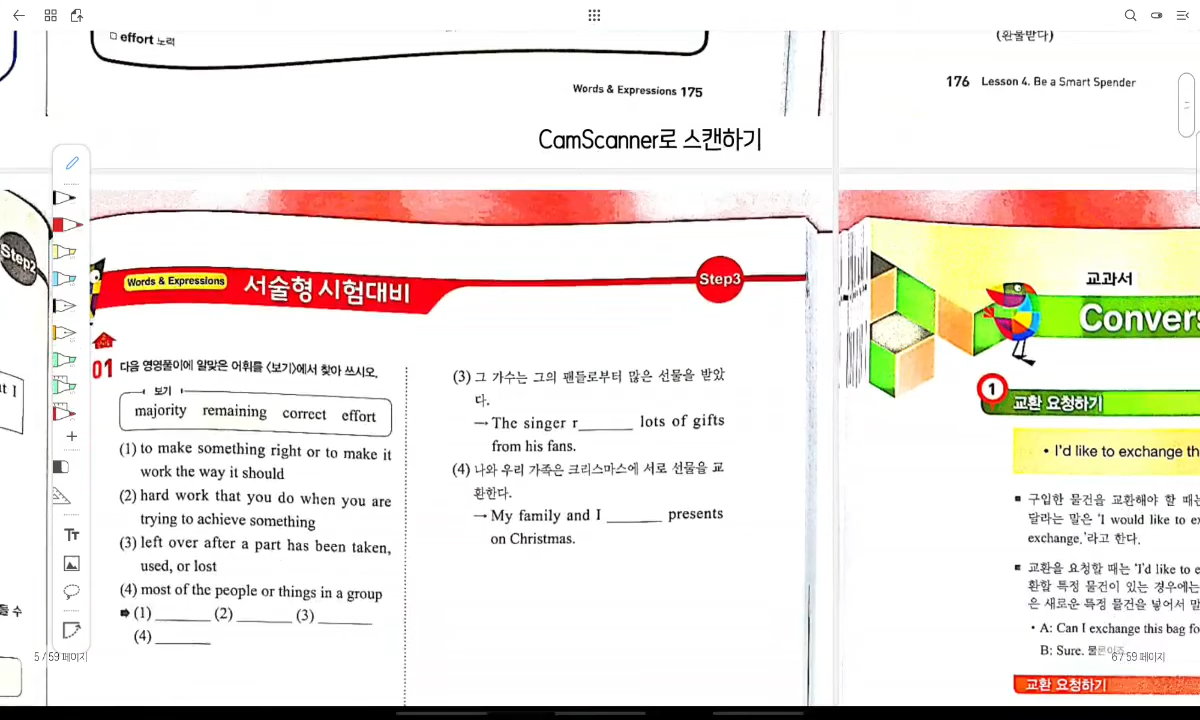 □ effort 노력
Words & Expressions 175
(환불받다)
176 Lesson 4. Be a Smart Spender
CamScanner로 스캔하기
Step2
Words & Expressions 서술형 시험대비 Step3
01 다음 영영풀이에 알맞은 어휘를 <보기>에서 찾아 쓰시오.
보기
majority remaining correct effort
(1) to make something right or to make it
work the way it should
(2) hard work that you do when you are
trying to achieve something
(3) left over after a part has been taken,
used, or lost
(4) most of the people or things in a group
➡ (1) ______ (2) ______ (3) ______
(4) ______
(3) 그 가수는 그의 팬들로부터 많은 선물을 받았
다.
→ The singer r______ lots of gifts
from his fans.
(4) 나와 우리 가족은 크리스마스에 서로 선물을 교
환한다.
→ My family and I ______ presents
on Christmas.
교과서
Convers
1 교환 요청하기
• I'd like to exchange th
■ 구입한 물건을 교환해야 할 때는
달라는 말은 'I would like to e
exchange.'라고 한다.
■ 교환을 요청할 때는 'I'd like to e
환할 특정 물건이 있는 경우에는
은 새로운 특정 물건을 넣어서 말
• A: Can I exchange this bag fo
B: Sure.
교환 요청하기
t I
들 수
Tт
5 / 59 페이지
6 / 59 페이지